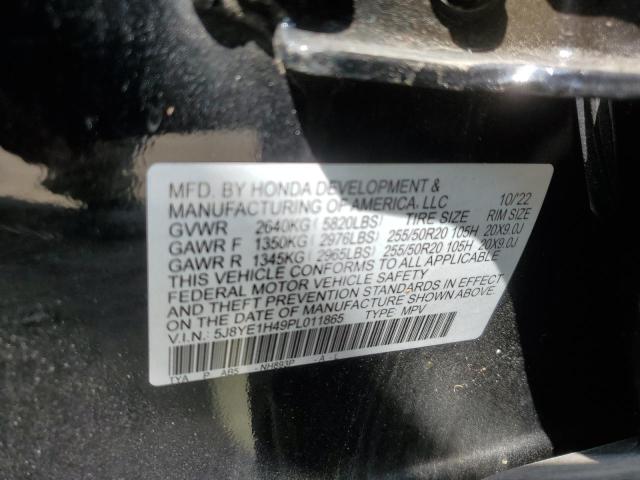 MFD. BY HONDA DEVELOPMENT &
MANUFACTURING OF AMERICA, LLC 10/'22
GVWR 2640KG( 5820LBS) TIRE SIZE RIM SIZE
GAWR F 1350KG( 2976LBS) 255/50R20 105H 20X9.0J
GAWR R 1345KG( 2965LBS) 255/50R20 105H 20X9.0J
THIS VEHICLE CONFORMS TO ALL APPLICABLE
FEDERAL MOTOR VEHICLE SAFETY
AND THEFT PREVENTION STANDARDS IN EFFECT
ON THE DATE OF MANUFACTURE SHOWN ABOVE.
V.I.N.: 5J8YE1H49PL011865 TYPE: MPV
TYA P AB5 -NH893P -A